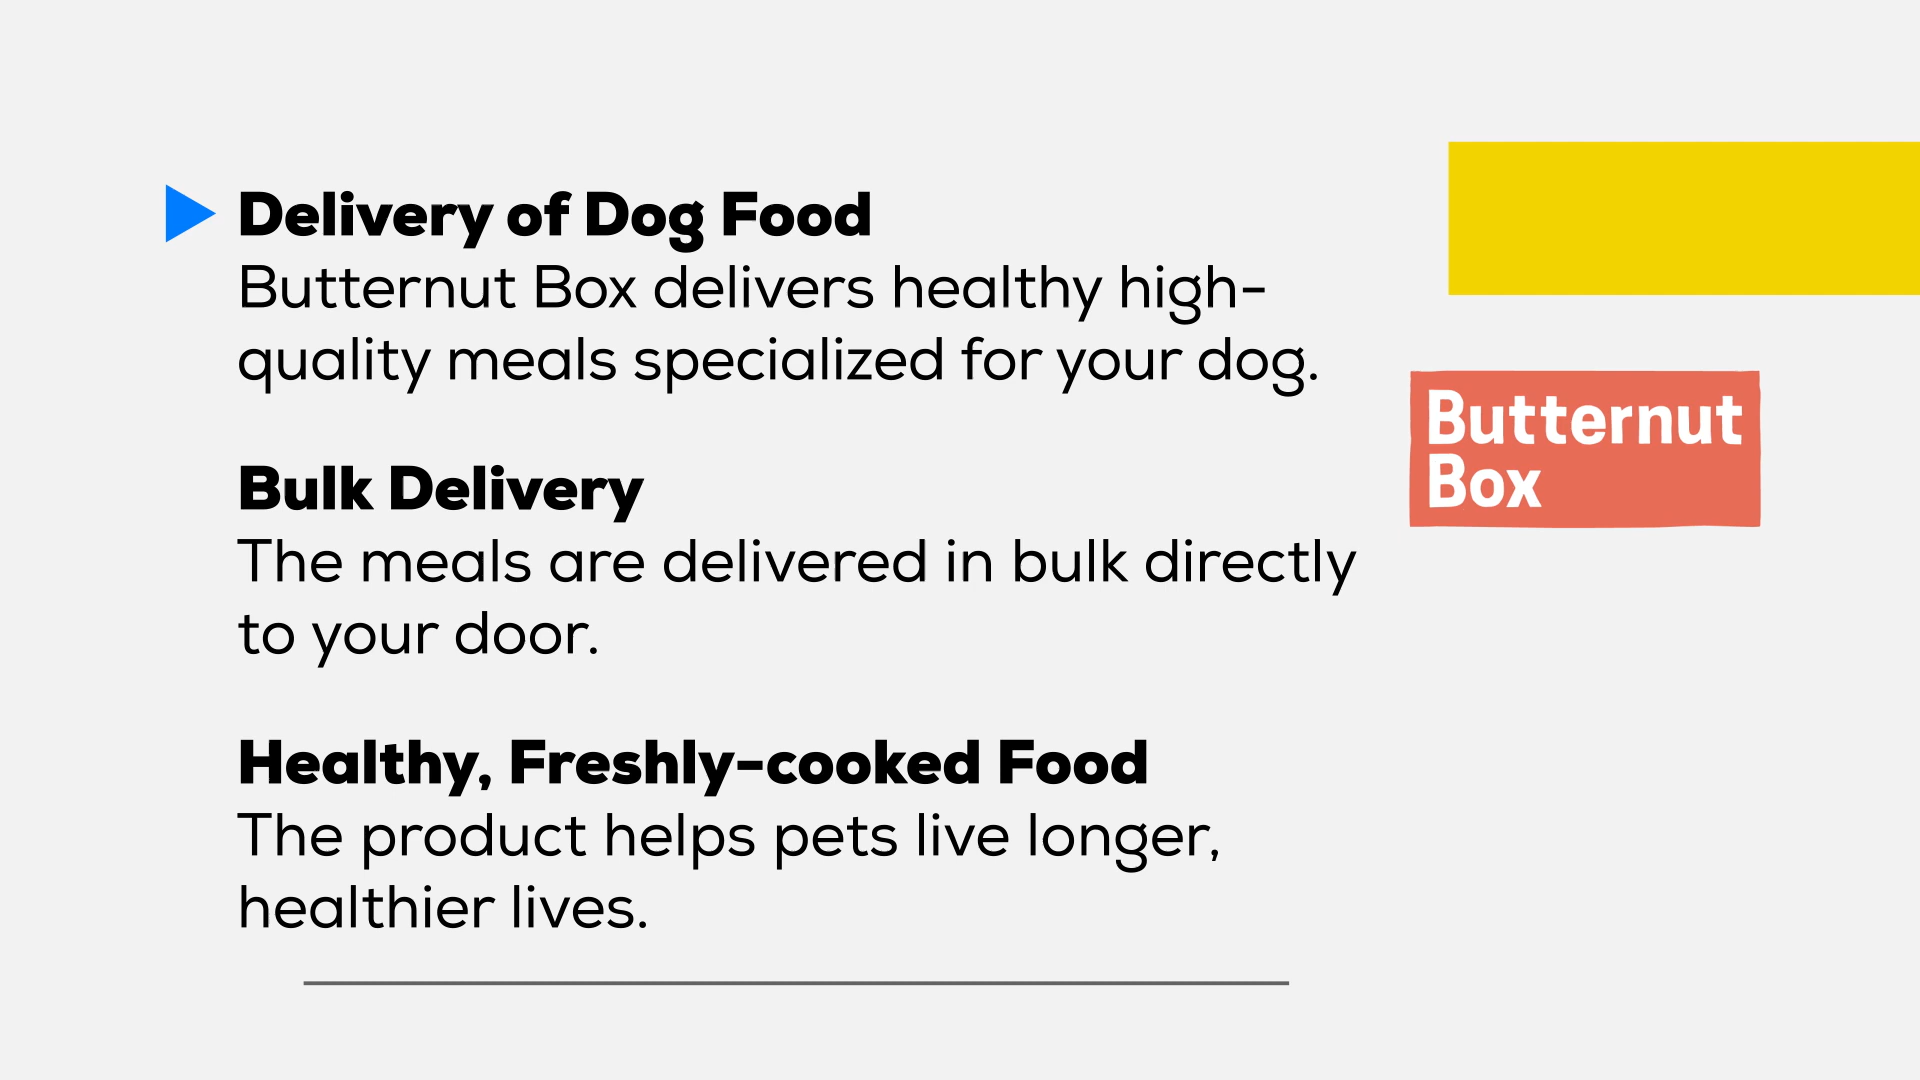 Delivery of Dog Food
Butternut Box delivers healthy high-
quality meals specialized for your dog.
Bulk Delivery
The meals are delivered in bulk directly
to your door.
Healthy, Freshly-cooked Food
The product helps pets live longer,
healthier lives.
Butternut
Box